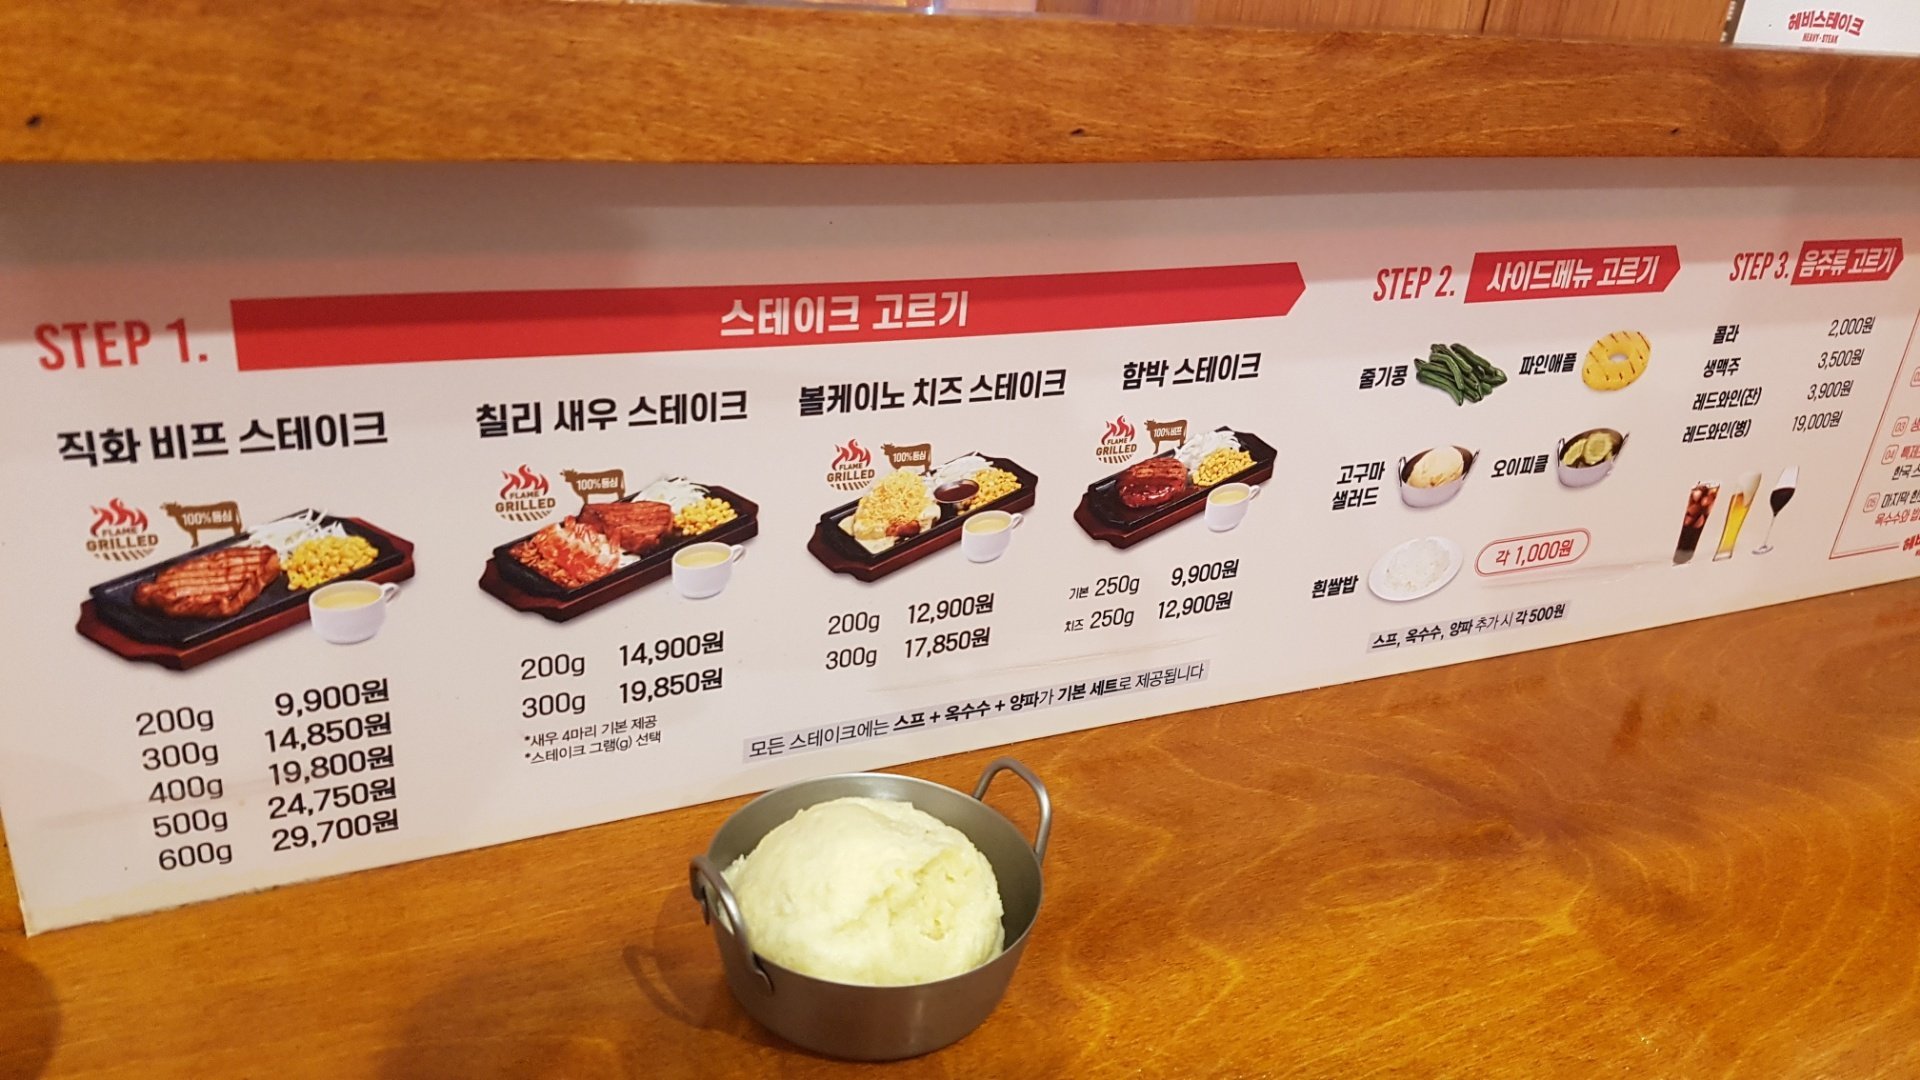 헤비스테이크
HEAVY-STEAK
STEP 1.
스테이크 고르기
직화 비프 스테이크
FLAME
GRILLED
100%등심
200g 9,900원
300g 14,850원
400g 19,800원
500g 24,750원
600g 29,700원
칠리 새우 스테이크
FLAME
GRILLED
100%등심
200g 14,900원
300g 19,850원
*새우 4마리 기본 제공
*스테이크 그램(g) 선택
볼케이노 치즈 스테이크
FLAME
GRILLED
100%등심
200g 12,900원
300g 17,850원
함박 스테이크
FLAME
GRILLED
100%비프
기본 250g 9,900원
치즈 250g 12,900원
모든 스테이크에는 스프 + 옥수수 + 양파가 기본 세트로 제공됩니다
STEP 2.
사이드메뉴 고르기
줄기콩
파인애플
고구마
샐러드
오이피클
흰쌀밥
각 1,000원
스프, 옥수수, 양파 추가 시 각 500원
STEP 3.
음주류 고르기
콜라 2,000원
생맥주 3,500원
레드와인(잔) 3,900원
레드와인(병) 19,000원
03
04
05